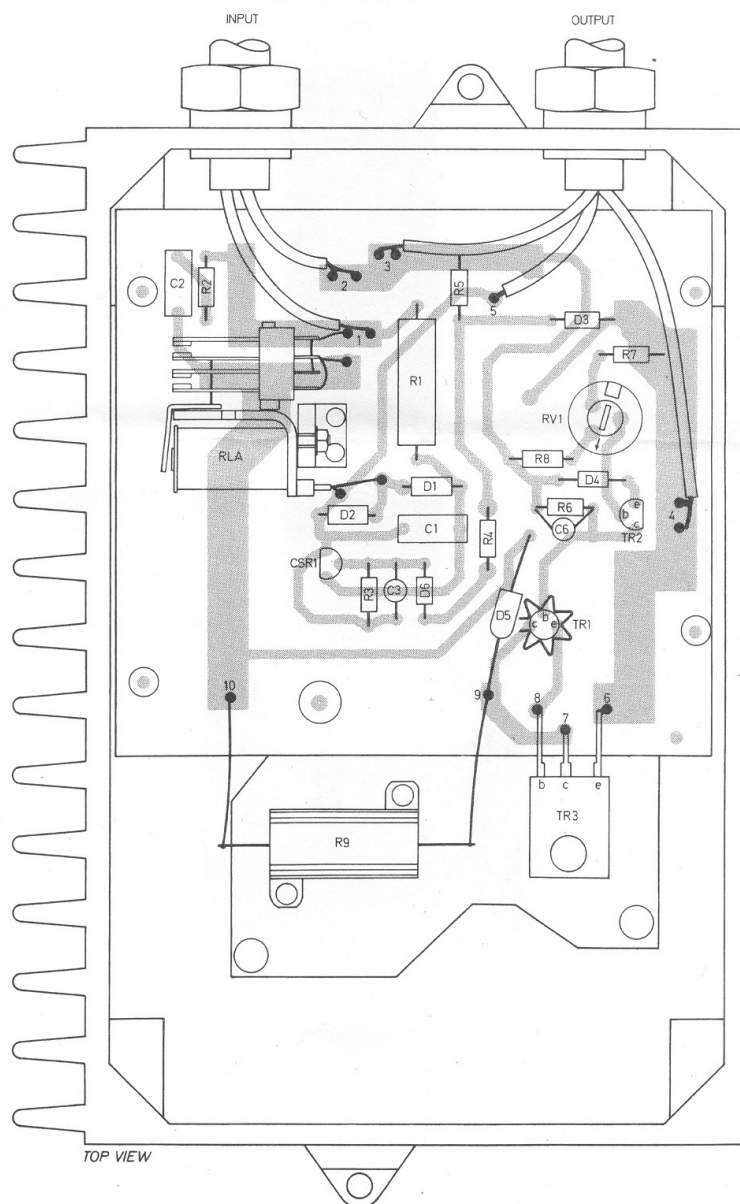 INPUT
OUTPUT
C2
R2
3
2
R5
5
1
D3
R7
R1
RV1
RLA
R8
D4
D1
D2
R6
b e c
TR2
4
C1
C6
R4
CSR1
R3
C3
D6
D5
c b e
TR1
10
9
8
7
6
b c e
TR3
R9
TOP VIEW